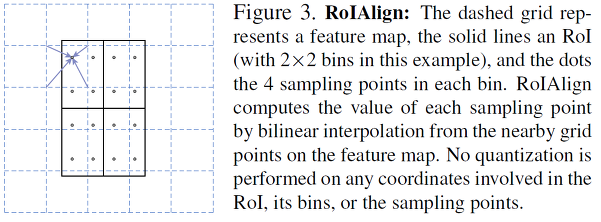 Figure 3. RoIAlign: The dashed grid rep-
resents a feature map, the solid lines an RoI
(with 2×2 bins in this example), and the dots
the 4 sampling points in each bin. RoIAlign
computes the value of each sampling point
by bilinear interpolation from the nearby grid
points on the feature map. No quantization is
performed on any coordinates involved in the
RoI, its bins, or the sampling points.